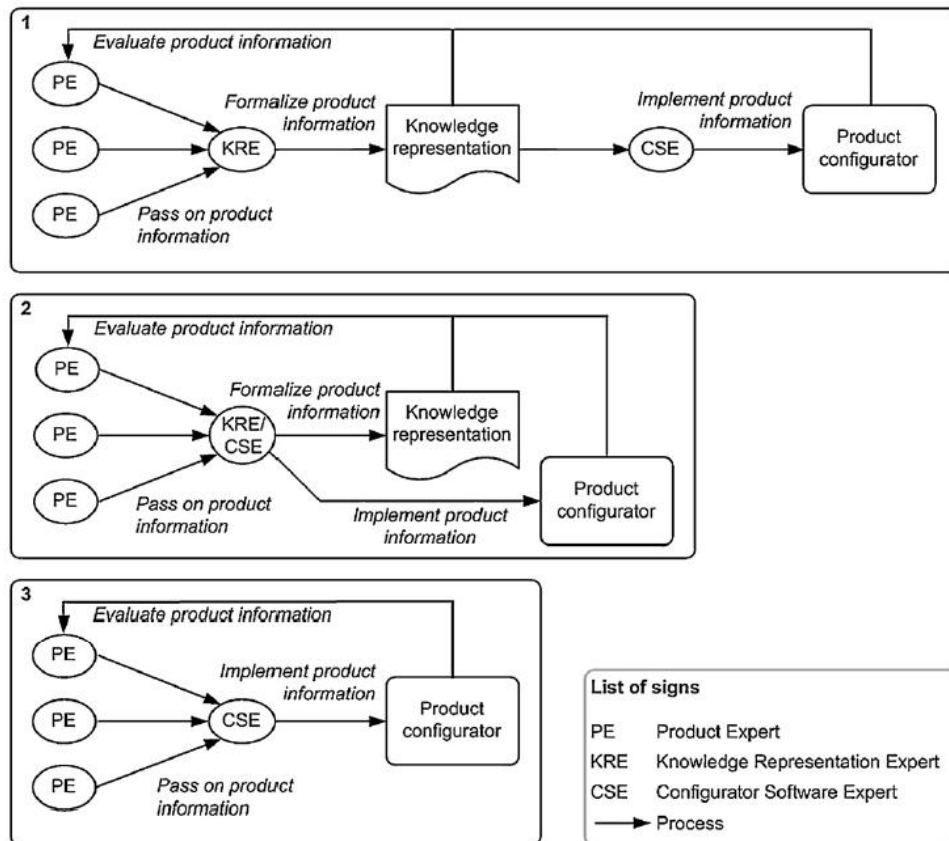 1
Evaluate product information
PE
PE
PE
Pass on product
information
KRE
Formalize product
information
Knowledge
representation
CSE
Implement product
information
Product
configurator
2
Evaluate product information
PE
PE
PE
Pass on product
information
KRE/
CSE
Formalize product
information
Knowledge
representation
Implement product
information
Product
configurator
3
Evaluate product information
PE
PE
PE
Pass on product
information
CSE
Implement product
information
Product
configurator
List of signs
PE Product Expert
KRE Knowledge Representation Expert
CSE Configurator Software Expert
Process